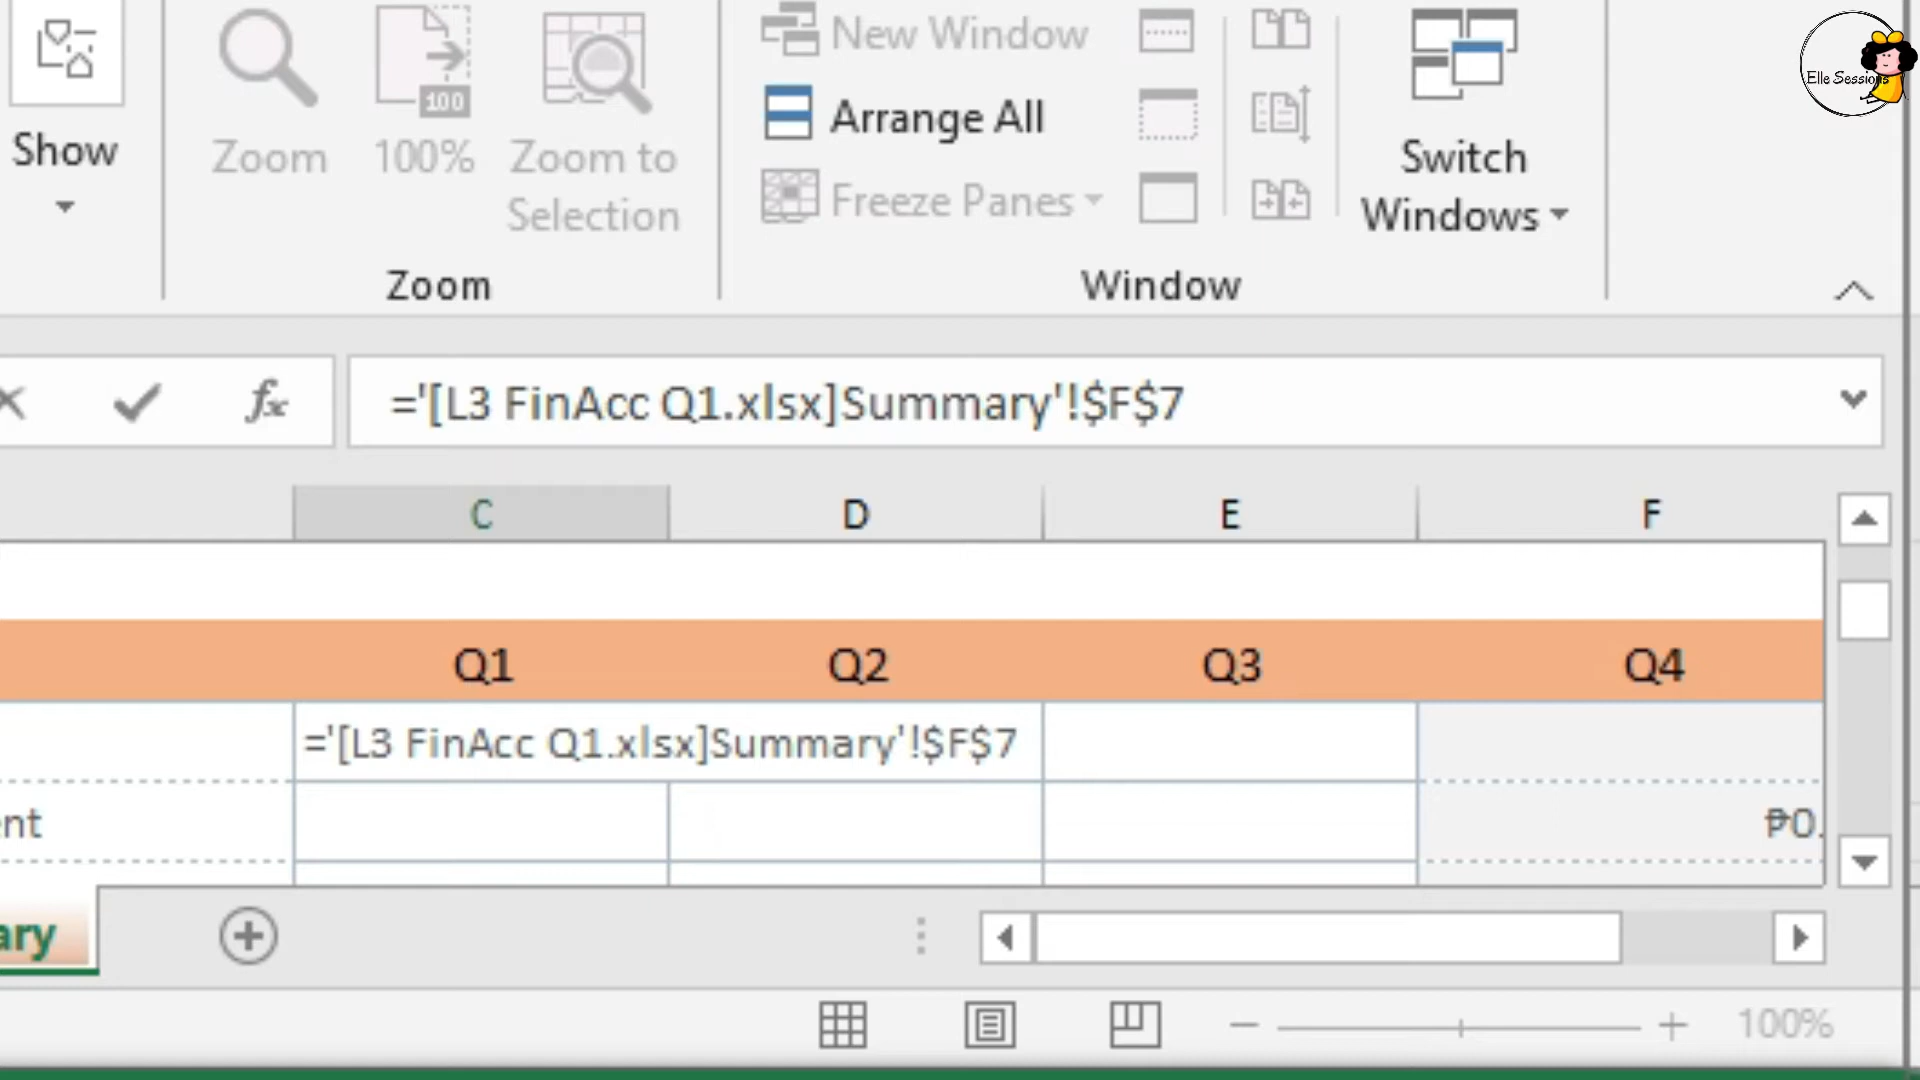 Elle Sessions
Show
Zoom
100
100%
Zoom to
Selection
Zoom
New Window
Arrange All
Freeze Panes
Switch
Windows
Window
fx
='[L3 FinAcc Q1.xlsx]Summary'!$F$7
C D E F
Q1 Q2 Q3 Q4
='[L3 FinAcc Q1.xlsx]Summary'!$F$7
ent ₱0.
ary
100%